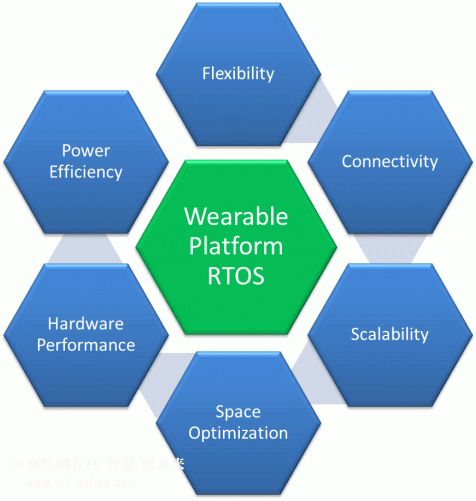 Flexibility
Power
Efficiency
Connectivity
Wearable
Platform
RTOS
Hardware
Performance
Scalability
Space
Optimization